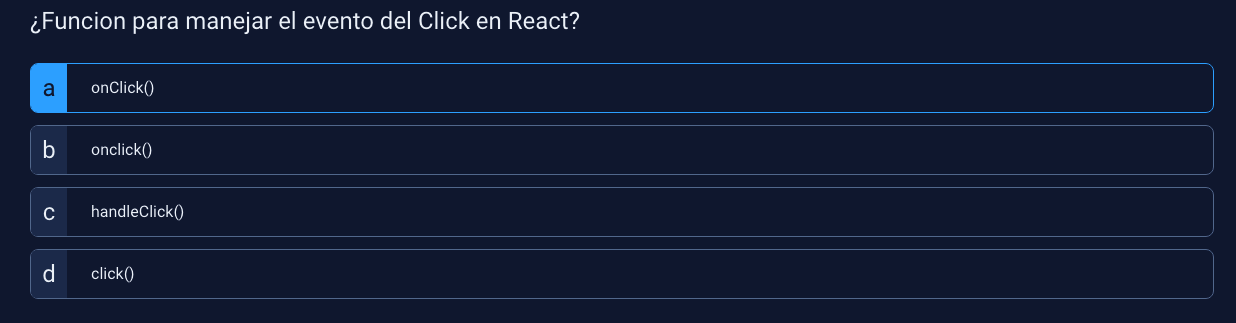 ¿Funcion para manejar el evento del Click en React?
a onClick()
b onclick()
c handleClick()
d click()